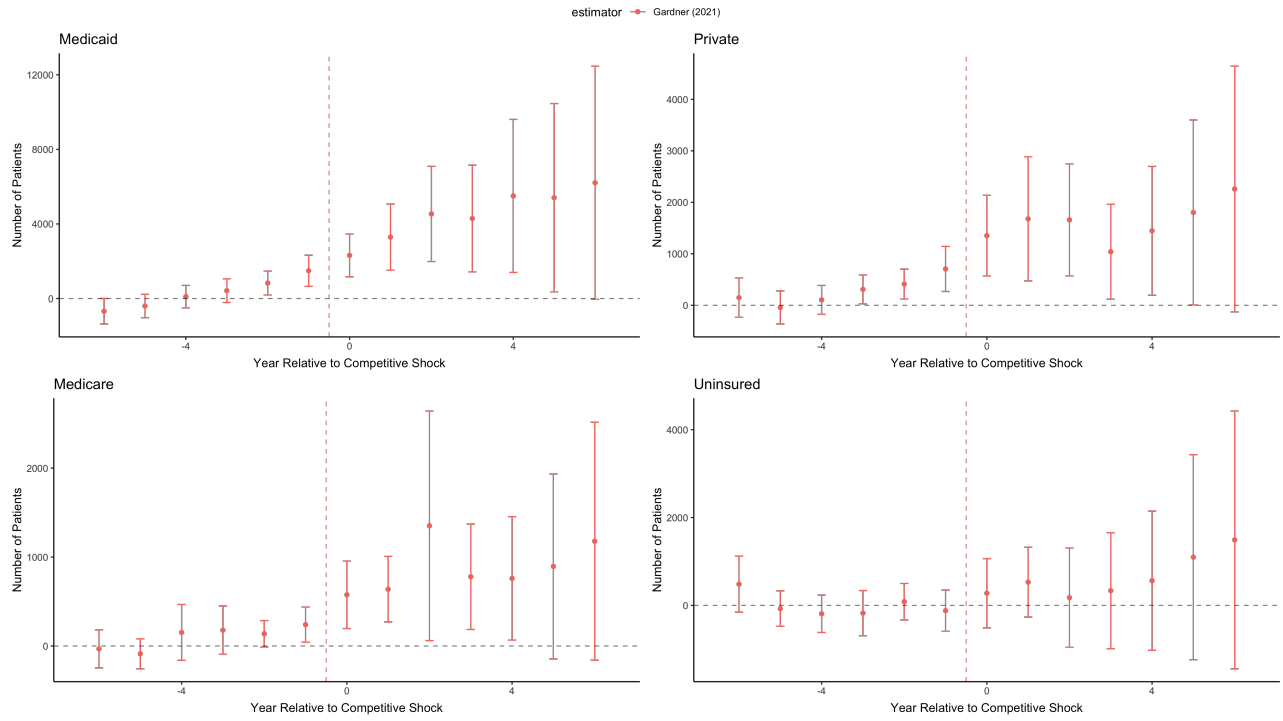 estimator Gardner (2021)
Medicaid
Number of Patients
12000
8000
4000
0
-4 0 4
Year Relative to Competitive Shock
Private
Number of Patients
4000
3000
2000
1000
0
-4 0 4
Year Relative to Competitive Shock
Medicare
Number of Patients
2000
1000
0
-4 0 4
Year Relative to Competitive Shock
Uninsured
Number of Patients
4000
2000
0
-4 0 4
Year Relative to Competitive Shock